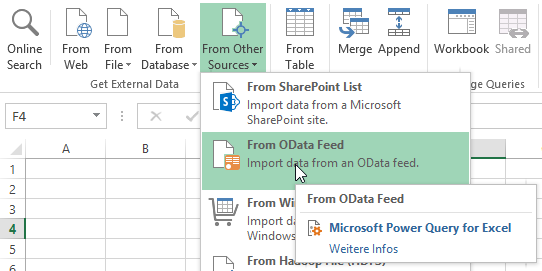 Online Search
From Web
From File
From Database
From Other Sources
From Table
Merge
Append
Workbook
Shared
Get External Data
ge Queries
F4
From SharePoint List
Import data from a Microsoft
SharePoint site.
A
B
1
2
3
4
5
6
7
From OData Feed
Import data from an OData feed.
From Wi
Import da
Windows
From Hadoop File (HDFS)
From OData Feed
Microsoft Power Query for Excel
Weitere Infos